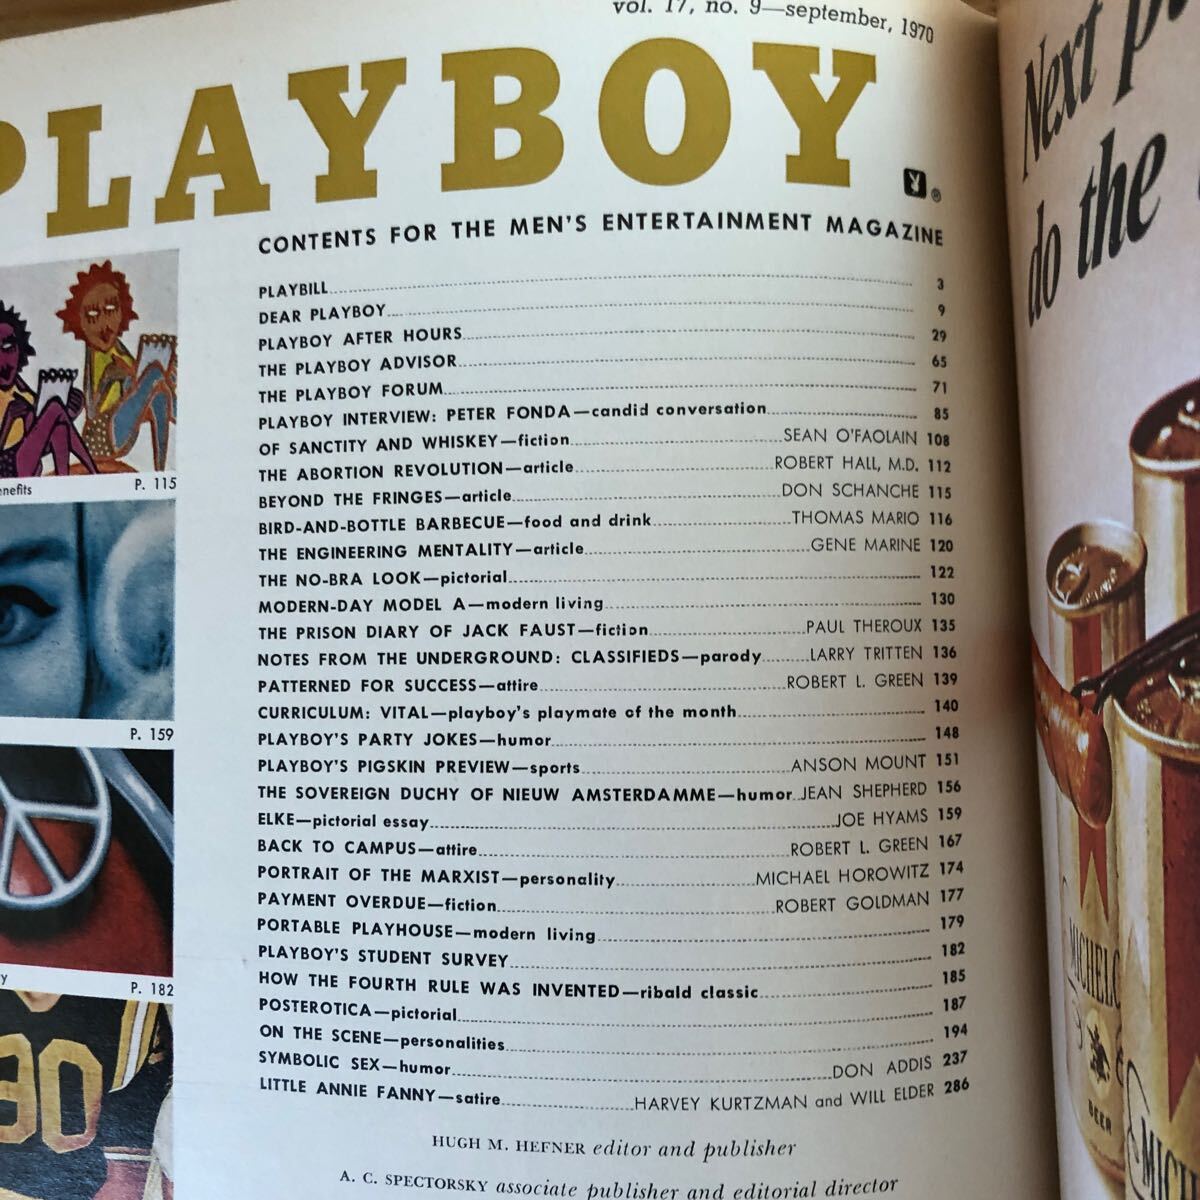 vol. 17, no. 9—september, 1970
PLAYBOY
®
CONTENTS FOR THE MEN'S ENTERTAINMENT MAGAZINE
PLAYBILL 3
DEAR PLAYBOY 9
PLAYBOY AFTER HOURS 29
THE PLAYBOY ADVISOR 65
THE PLAYBOY FORUM 71
PLAYBOY INTERVIEW: PETER FONDA—candid conversation 85
OF SANCTITY AND WHISKEY—fiction SEAN O'FAOLAIN 108
THE ABORTION REVOLUTION—article ROBERT HALL, M.D. 112
BEYOND THE FRINGES—article DON SCHANCHE 115
BIRD-AND-BOTTLE BARBECUE—food and drink THOMAS MARIO 116
THE ENGINEERING MENTALITY—article GENE MARINE 120
THE NO-BRA LOOK—pictorial 122
MODERN-DAY MODEL A—modern living 130
THE PRISON DIARY OF JACK FAUST—fiction PAUL THEROUX 135
NOTES FROM THE UNDERGROUND: CLASSIFIEDS—parody LARRY TRITTEN 136
PATTERNED FOR SUCCESS—attire ROBERT L. GREEN 139
CURRICULUM: VITAL—playboy's playmate of the month 140
PLAYBOY'S PARTY JOKES—humor 148
PLAYBOY'S PIGSKIN PREVIEW—sports ANSON MOUNT 151
THE SOVEREIGN DUCHY OF NIEUW AMSTERDAMME—humor JEAN SHEPHERD 156
ELKE—pictorial essay JOE HYAMS 159
BACK TO CAMPUS—attire ROBERT L. GREEN 167
PORTRAIT OF THE MARXIST—personality MICHAEL HOROWITZ 174
PAYMENT OVERDUE—fiction ROBERT GOLDMAN 177
PORTABLE PLAYHOUSE—modern living 179
PLAYBOY'S STUDENT SURVEY 182
HOW THE FOURTH RULE WAS INVENTED—ribald classic 185
POSTEROTICA—pictorial 187
ON THE SCENE—personalities 194
SYMBOLIC SEX—humor DON ADDIS 237
LITTLE ANNIE FANNY—satire HARVEY KURTZMAN and WILL ELDER 286
HUGH M. HEFNER editor and publisher
A. C. SPECTORSKY associate publisher and editorial director
P. 115
P. 159
P. 182
Next
do the
MICHELO
BEER
MIC